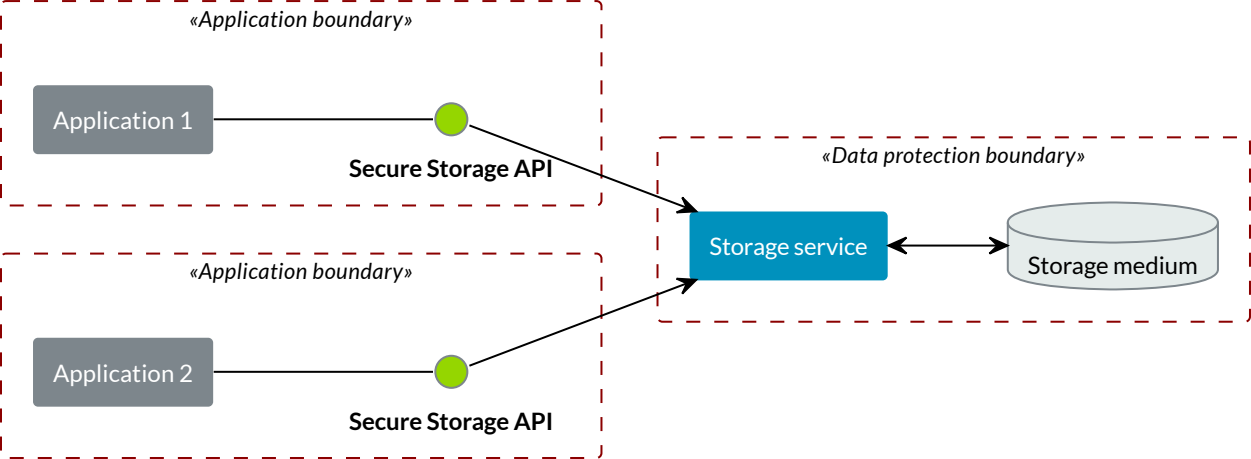 «Application boundary»
Application 1
Secure Storage API
«Data protection boundary»
Storage service
Storage medium
«Application boundary»
Application 2
Secure Storage API